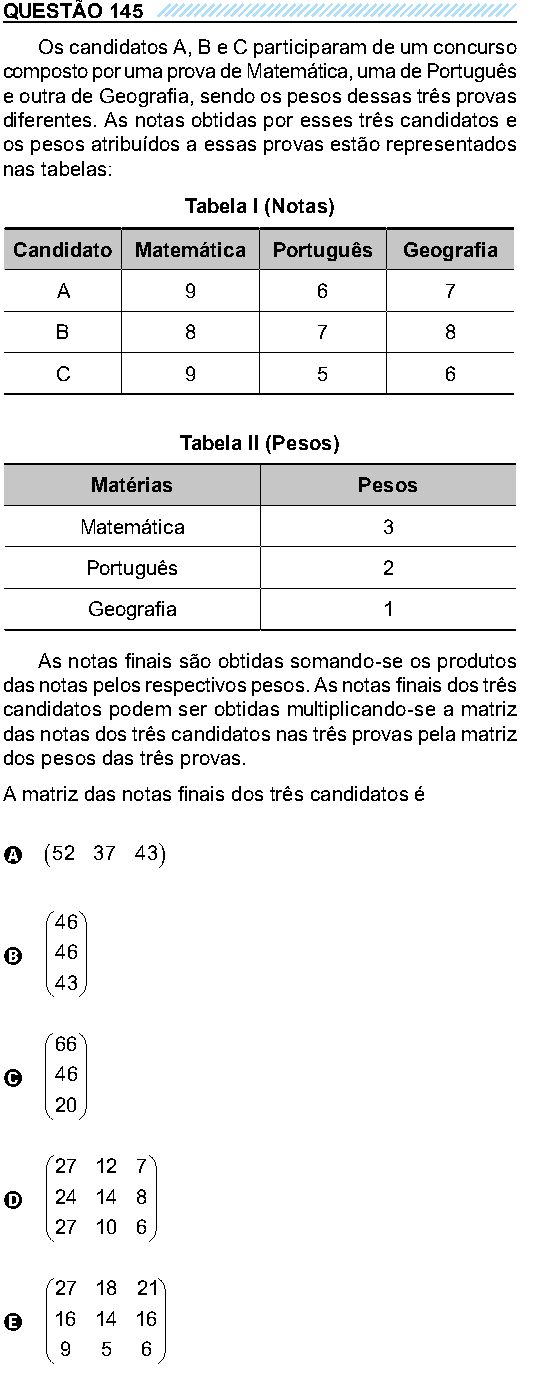 QUESTÃO 145
Os candidatos A, B e C participaram de um concurso
composto por uma prova de Matemática, uma de Português
e outra de Geografia, sendo os pesos dessas três provas
diferentes. As notas obtidas por esses três candidatos e
os pesos atribuídos a essas provas estão representados
nas tabelas:
Tabela I (Notas)
Candidato Matemática Português Geografia
A 9 6 7
B 8 7 8
C 9 5 6
Tabela II (Pesos)
Matérias Pesos
Matemática 3
Português 2
Geografia 1
As notas finais são obtidas somando-se os produtos
das notas pelos respectivos pesos. As notas finais dos três
candidatos podem ser obtidas multiplicando-se a matriz
das notas dos três candidatos nas três provas pela matriz
dos pesos das três provas.
A matriz das notas finais dos três candidatos é
A (52 37 43)
46
B 46
43
66
C 46
20
27 12 7
D 24 14 8
27 10 6
27 18 21
E 16 14 16
9 5 6